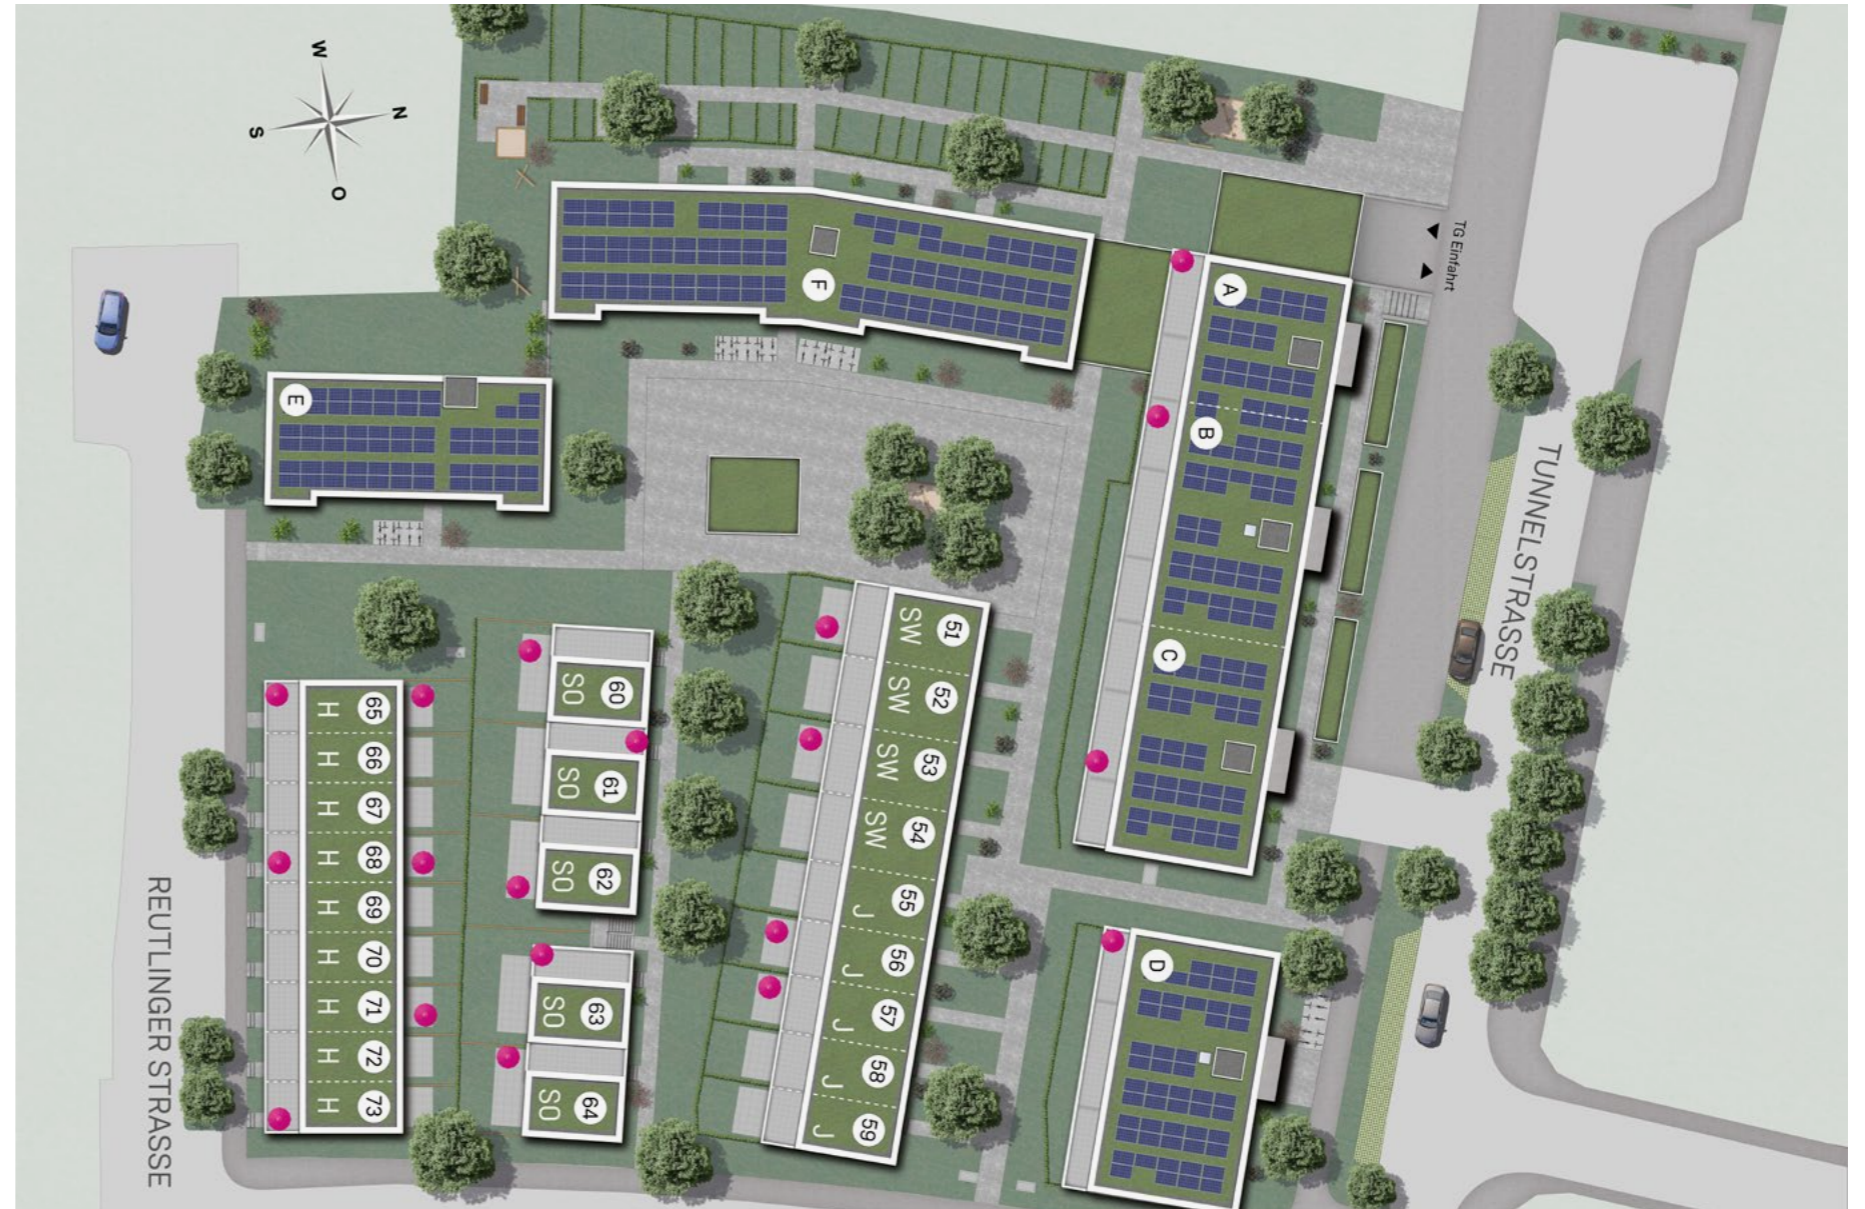 W
N
S
O
TG Einfahrt
A
F
E
B
TUNNELSTRASSE
C
51
SW
52
SW
53
SW
54
SW
55
J
56
J
57
J
58
J
59
J
60
SO
61
SO
62
SO
63
SO
64
SO
65
H
66
H
67
H
68
H
69
H
70
H
71
H
72
H
73
H
D
REUTLINGER STRASSE